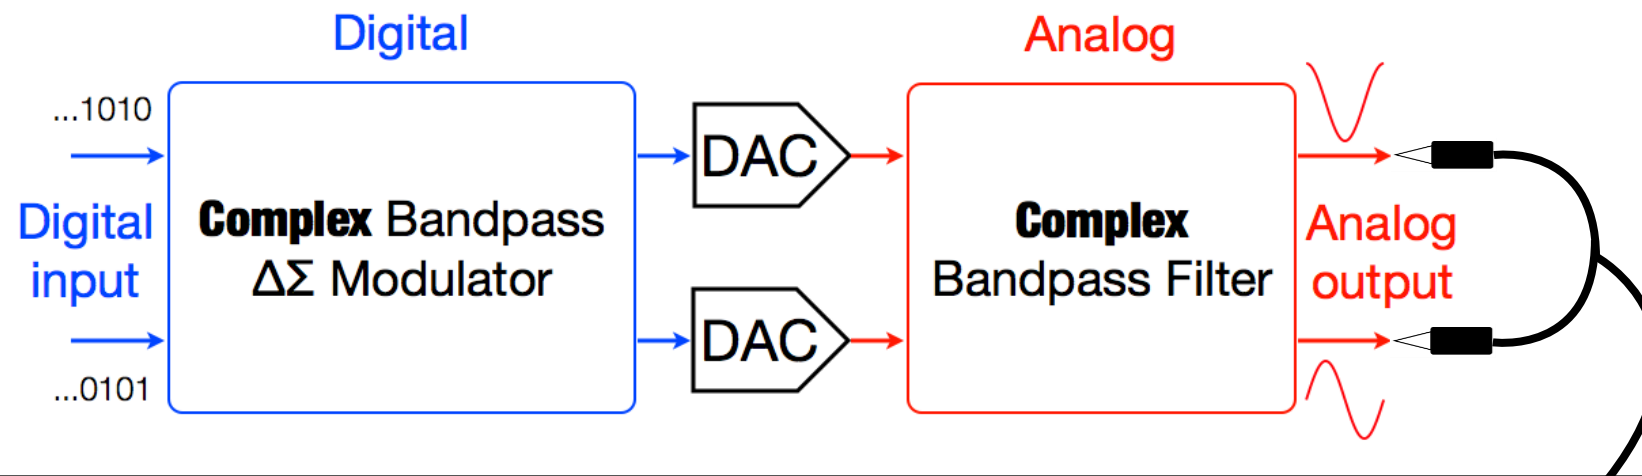 Digital
Analog
...1010
Digital
input
...0101
Complex Bandpass
ΔΣ Modulator
DAC
DAC
Complex
Bandpass Filter
Analog
output